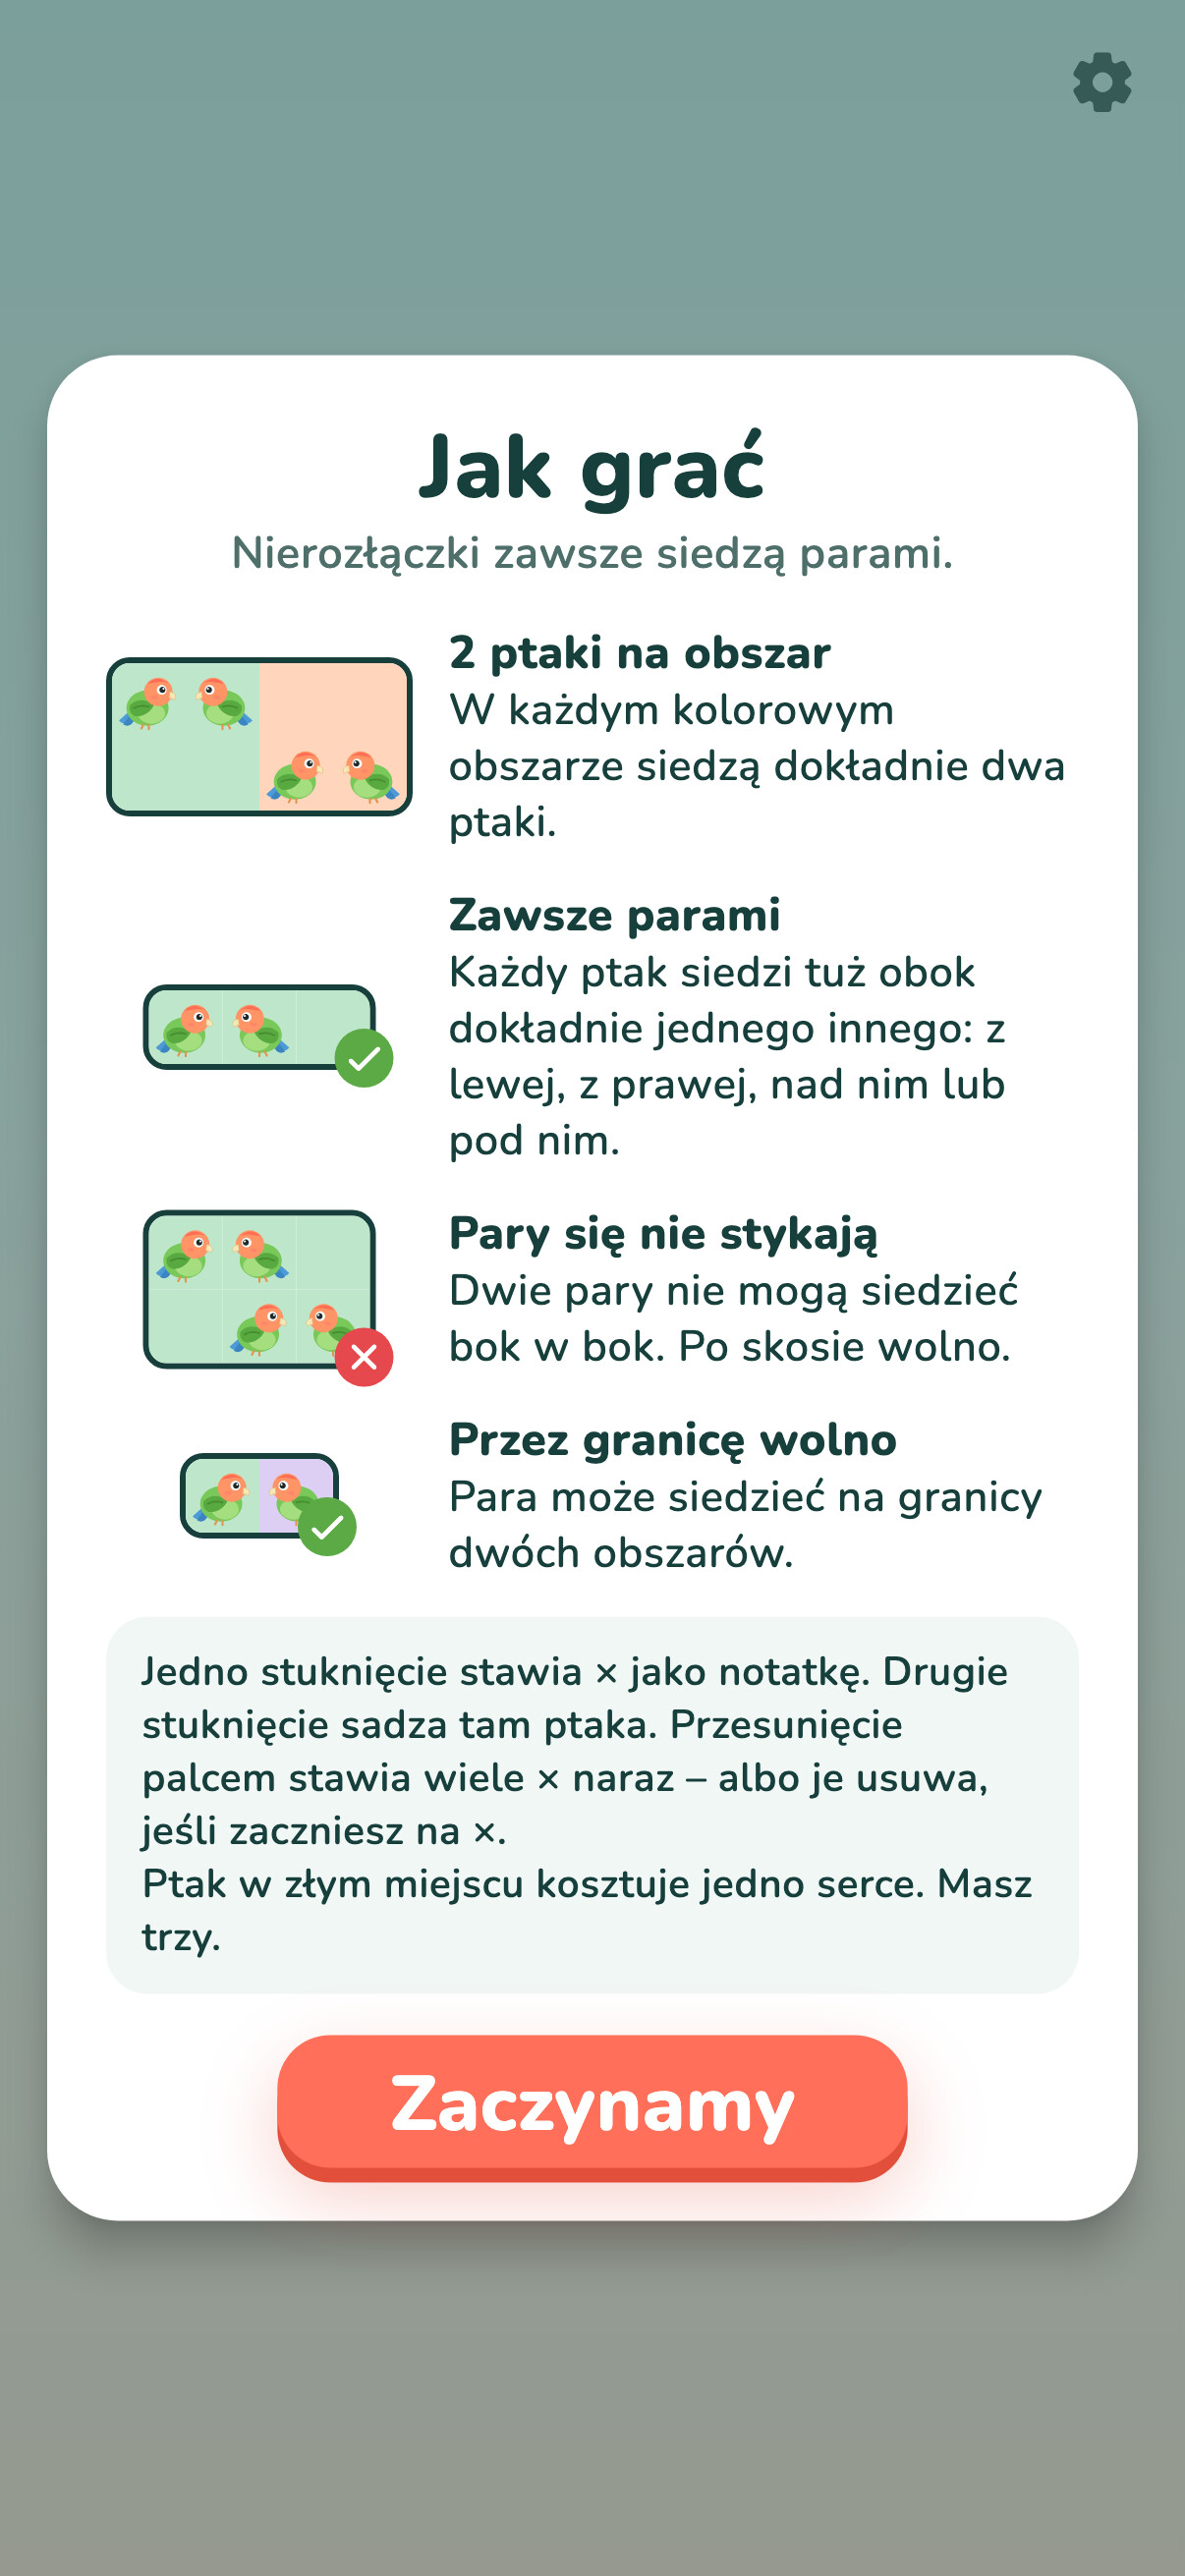 Jak grać
Nierozłączki zawsze siedzą parami.
2 ptaki na obszar
W każdym kolorowym
obszarze siedzą dokładnie dwa
ptaki.
Zawsze parami
Każdy ptak siedzi tuż obok
dokładnie jednego innego: z
lewej, z prawej, nad nim lub
pod nim.
Pary się nie stykają
Dwie pary nie mogą siedzieć
bok w bok. Po skosie wolno.
Przez granicę wolno
Para może siedzieć na granicy
dwóch obszarów.
Jedno stuknięcie stawia × jako notatkę. Drugie
stuknięcie sadza tam ptaka. Przesunięcie
palcem stawia wiele × naraz – albo je usuwa,
jeśli zaczniesz na ×.
Ptak w złym miejscu kosztuje jedno serce. Masz
trzy.
Zaczynamy